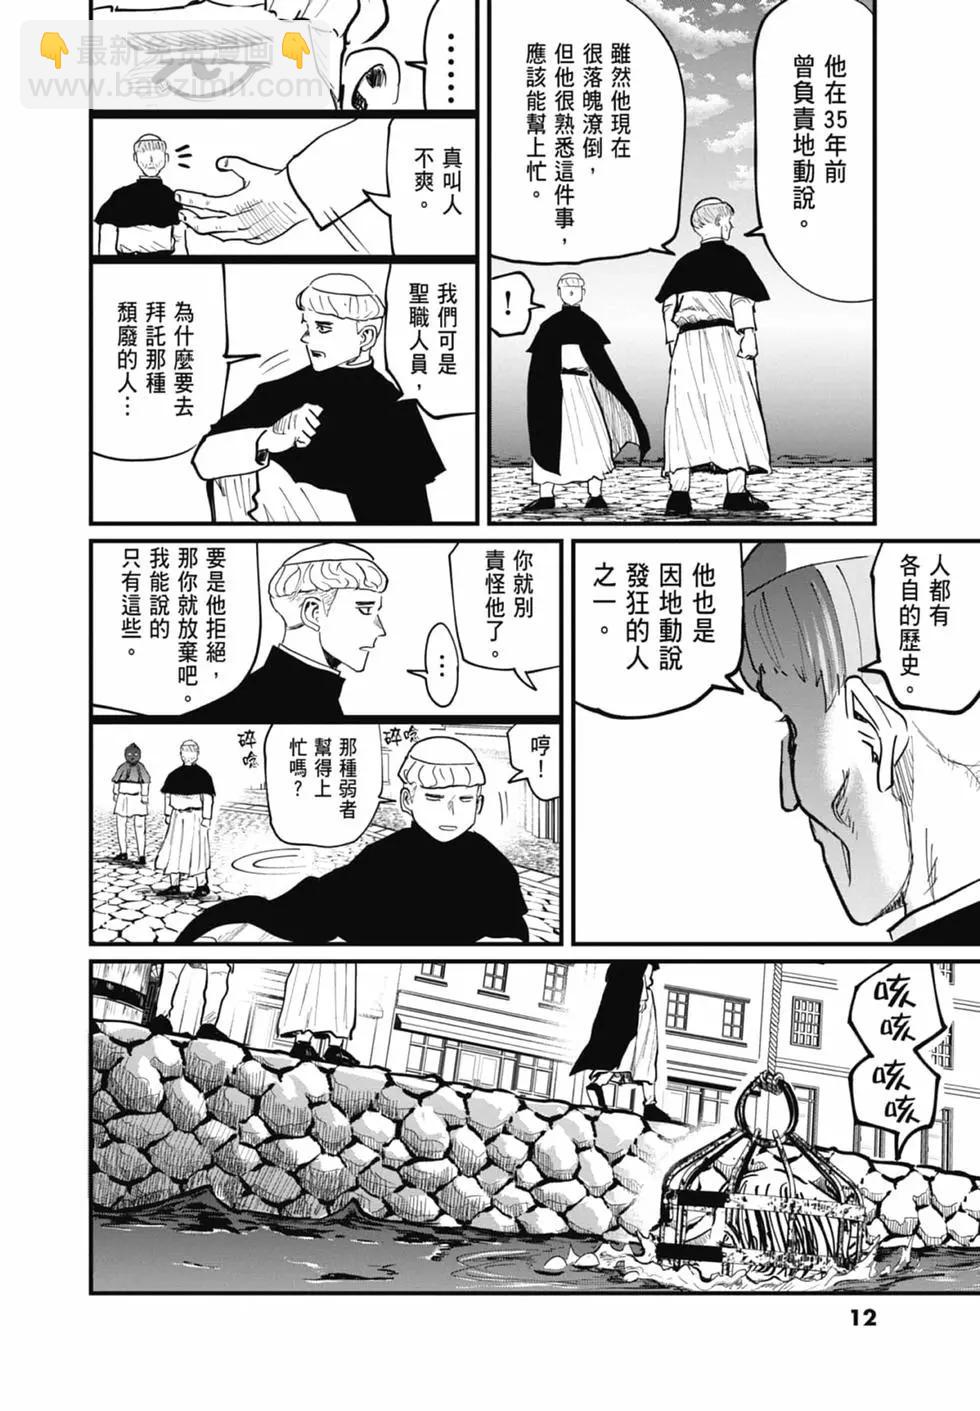 👇最新免費漫画👇
www.baozimh.com
他在35年前
曾負責地動說。
雖然他現在
很落魄潦倒，
但他很熟悉這件事，
應該能幫上忙。
！
……
真叫人
不爽。
我們可是
聖職人員，
為什麼要去
拜託那種
頹廢的人…
人都有
各自的歷史。
他也是
因地動說
發狂的人
之一。
你就別
責怪他了。
…
要是他拒絕，
那你就放棄吧。
我能說的
只有這些。
哼！
那種弱者
幫得上
忙嗎？
碎唸
碎唸
咳
咳
咳
咳
12